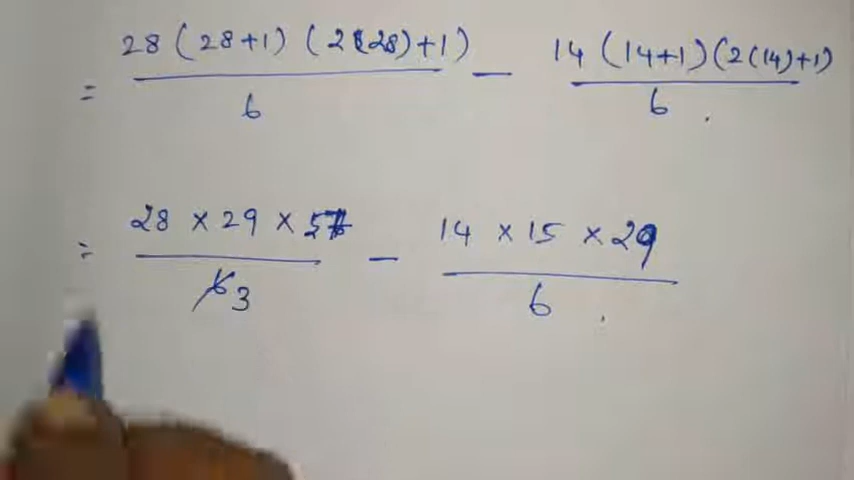 = 28 (28+1) (2(28)+1) / 6 - 14 (14+1) (2(14)+1) / 6
= 28 × 29 × 57 / 6 3 - 14 × 15 × 29 / 6